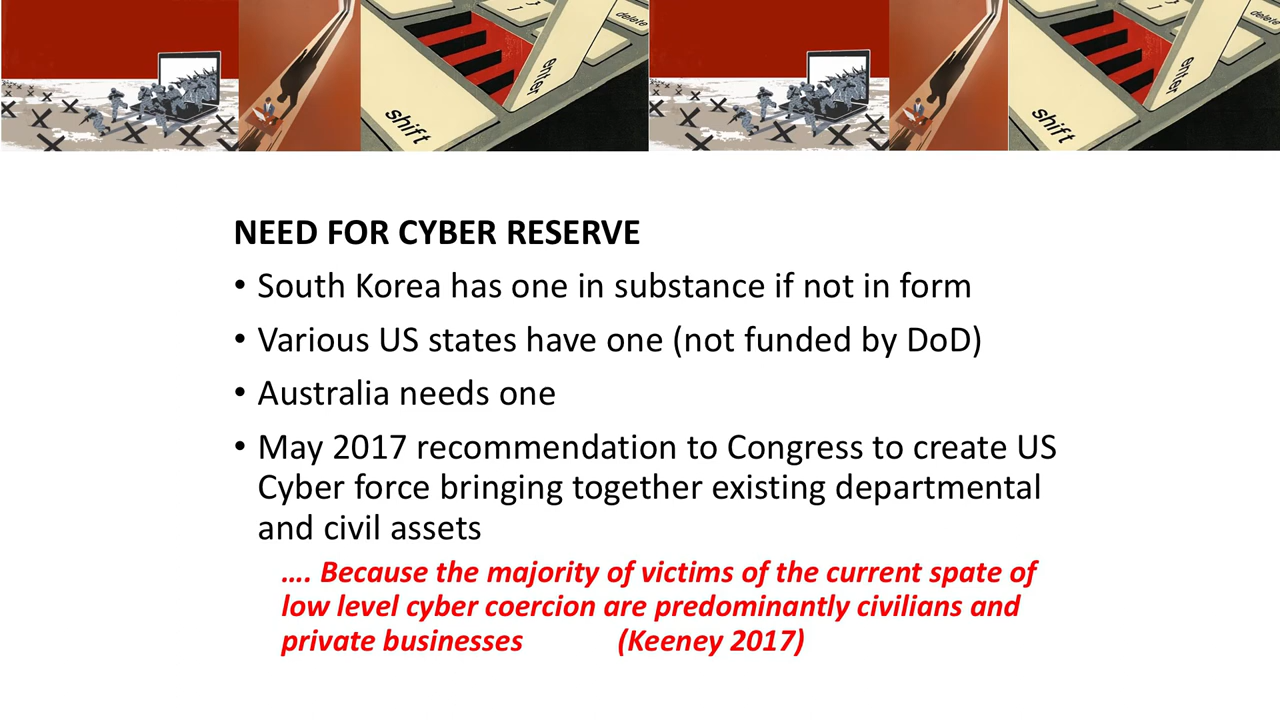 delete
enter
shift
delete
enter
shift
NEED FOR CYBER RESERVE
• South Korea has one in substance if not in form
• Various US states have one (not funded by DoD)
• Australia needs one
• May 2017 recommendation to Congress to create US
Cyber force bringing together existing departmental
and civil assets
.... Because the majority of victims of the current spate of
low level cyber coercion are predominantly civilians and
private businesses (Keeney 2017)